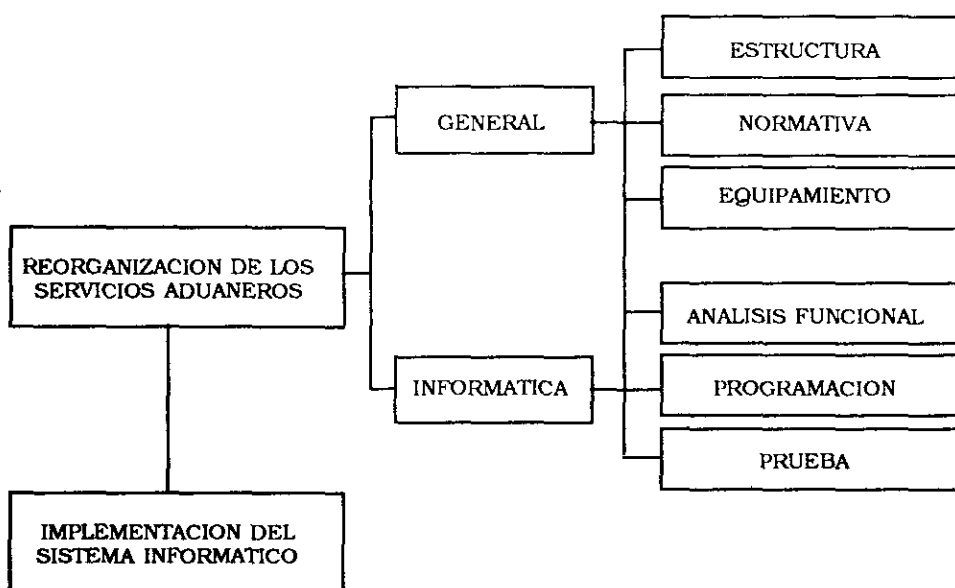 REORGANIZACION DE LOS
SERVICIOS ADUANEROS
IMPLEMENTACION DEL
SISTEMA INFORMATICO
GENERAL
INFORMATICA
ESTRUCTURA
NORMATIVA
EQUIPAMIENTO
ANALISIS FUNCIONAL
PROGRAMACION
PRUEBA